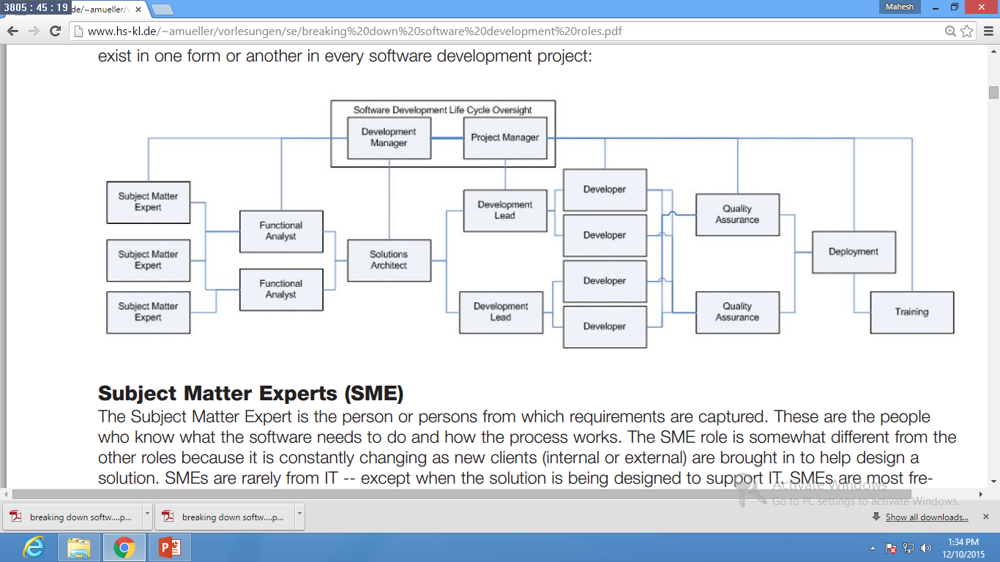 3805 : 45 : 19
de/~amueller/v
Mahesh
www.hs-kl.de/~amueller/vorlesungen/se/breaking%20down%20software%20development%20roles.pdf
exist in one form or another in every software development project:
Software Development Life Cycle Oversight
Development
Manager
Project Manager
Subject Matter
Expert
Subject Matter
Expert
Subject Matter
Expert
Functional
Analyst
Functional
Analyst
Solutions
Architect
Development
Lead
Development
Lead
Developer
Developer
Developer
Developer
Quality
Assurance
Quality
Assurance
Deployment
Training
Subject Matter Experts (SME)
The Subject Matter Expert is the person or persons from which requirements are captured. These are the people
who know what the software needs to do and how the process works. The SME role is somewhat different from the
other roles because it is constantly changing as new clients (internal or external) are brought in to help design a
solution. SMEs are rarely from IT -- except when the solution is being designed to support IT. SMEs are most fre-
Activate Windows
Go to PC settings to activate Windows.
breaking down softw....p...
breaking down softw....p...
Show all downloads...
1:34 PM
12/10/2015